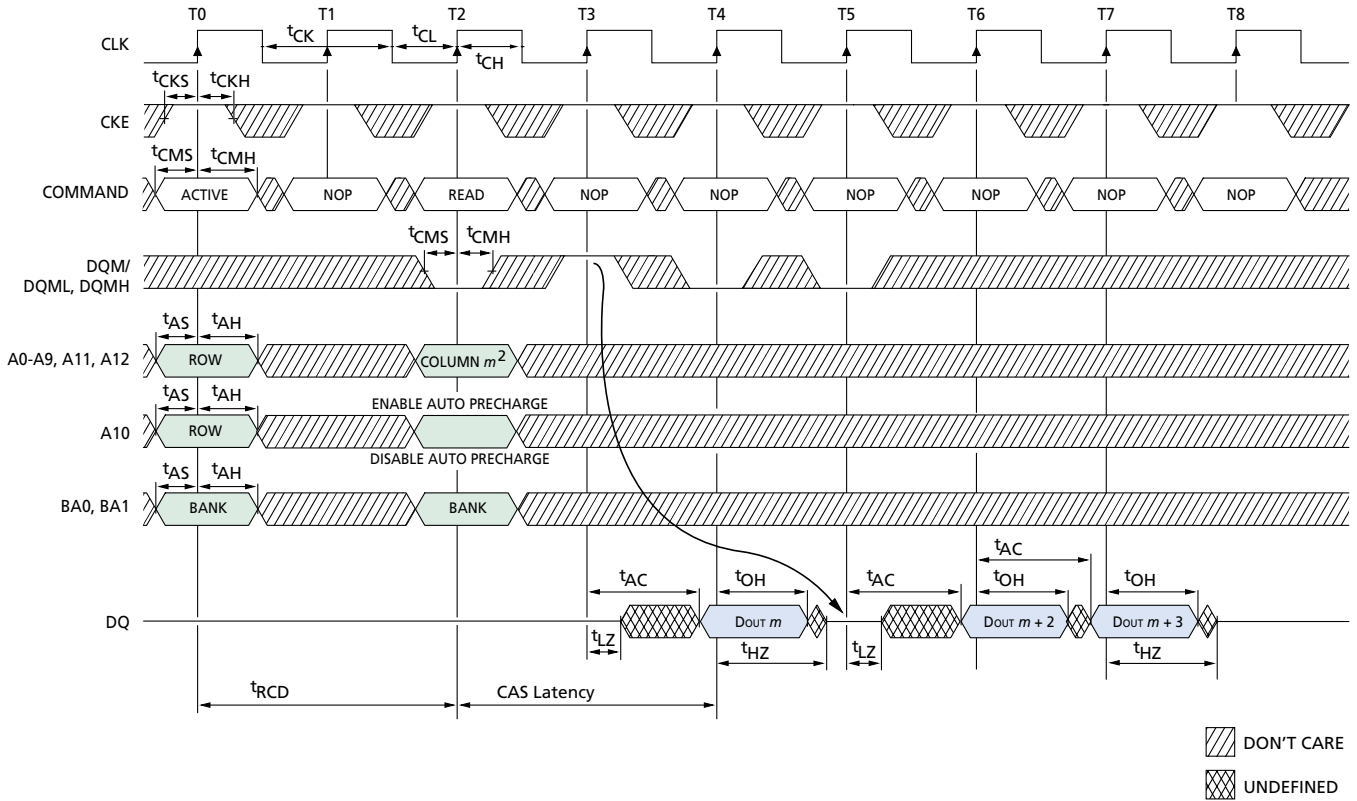 T0 T1 T2 T3 T4 T5 T6 T7 T8
CLK
tCK tCL
tCH
tCKS tCKH
CKE
tCMS tCMH
COMMAND ACTIVE NOP READ NOP NOP NOP NOP NOP NOP
tCMS tCMH
DQM/
DQML, DQMH
tAS tAH
A0-A9, A11, A12 ROW COLUMN m2
tAS tAH ENABLE AUTO PRECHARGE
A10 ROW
DISABLE AUTO PRECHARGE
tAS tAH
BA0, BA1 BANK BANK
tAC
tAC tOH tAC tOH tOH
DQ DOUT m DOUT m + 2 DOUT m + 3
tLZ tHZ tLZ tHZ
tRCD CAS Latency
DON'T CARE
UNDEFINED